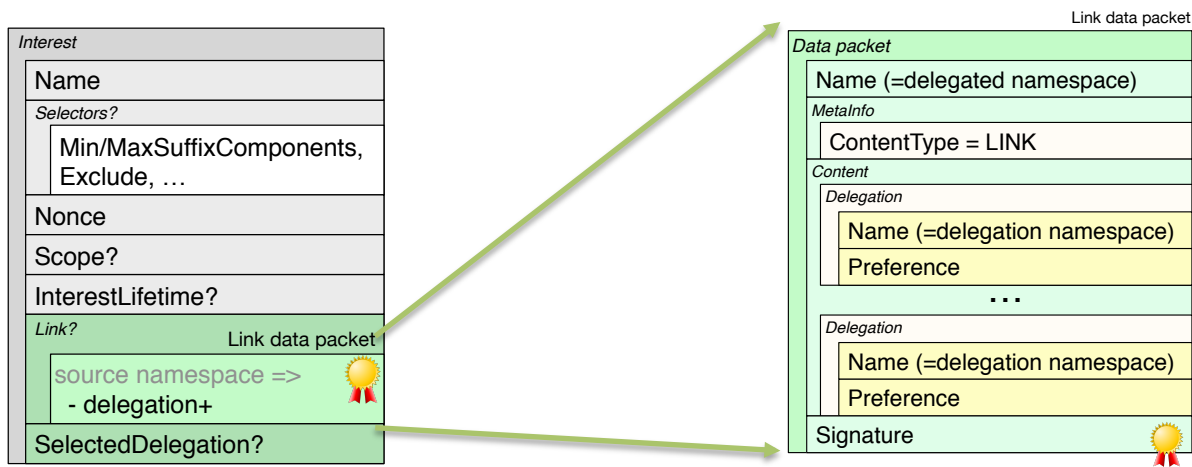 Interest
Name
Selectors?
Min/MaxSuffixComponents,
Exclude, …
Nonce
Scope?
InterestLifetime?
Link?
Link data packet
source namespace =>
- delegation+
SelectedDelegation?
Link data packet
Data packet
Name (=delegated namespace)
MetaInfo
ContentType = LINK
Content
Delegation
Name (=delegation namespace)
Preference
...
Delegation
Name (=delegation namespace)
Preference
Signature